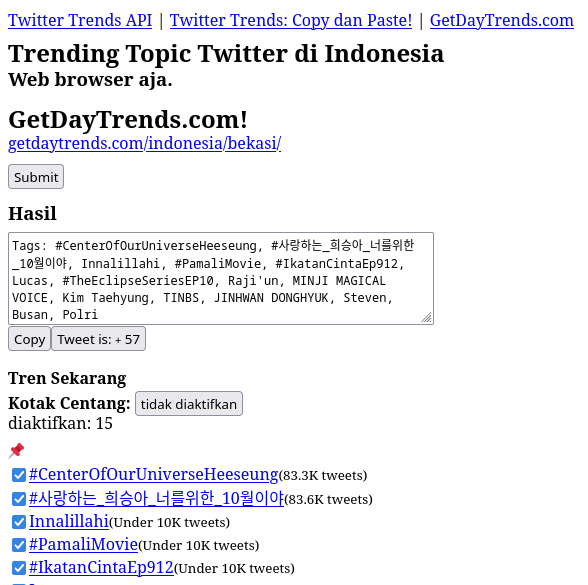 Twitter Trends API | Twitter Trends: Copy dan Paste! | GetDayTrends.com
Trending Topic Twitter di Indonesia
Web browser aja.
GetDayTrends.com!
getdaytrends.com/indonesia/bekasi/
Submit
Hasil
Tags: #CenterOfOurUniverseHeeseung, #사랑하는_희승아_너를위한
_10월이야, Innalillahi, #PamaliMovie, #IkatanCintaEp912,
Lucas, #TheEclipseSeriesEP10, Raji'un, MINJI MAGICAL
VOICE, Kim Taehyung, TINBS, JINHWAN DONGHYUK, Steven,
Busan, Polri
Copy Tweet is: + 57
Tren Sekarang
Kotak Centang: tidak diaktifkan
diaktifkan: 15
#CenterOfOurUniverseHeeseung(83.3K tweets)
#사랑하는_희승아_너를위한_10월이야(83.6K tweets)
Innalillahi(Under 10K tweets)
#PamaliMovie(Under 10K tweets)
#IkatanCintaEp912(Under 10K tweets)